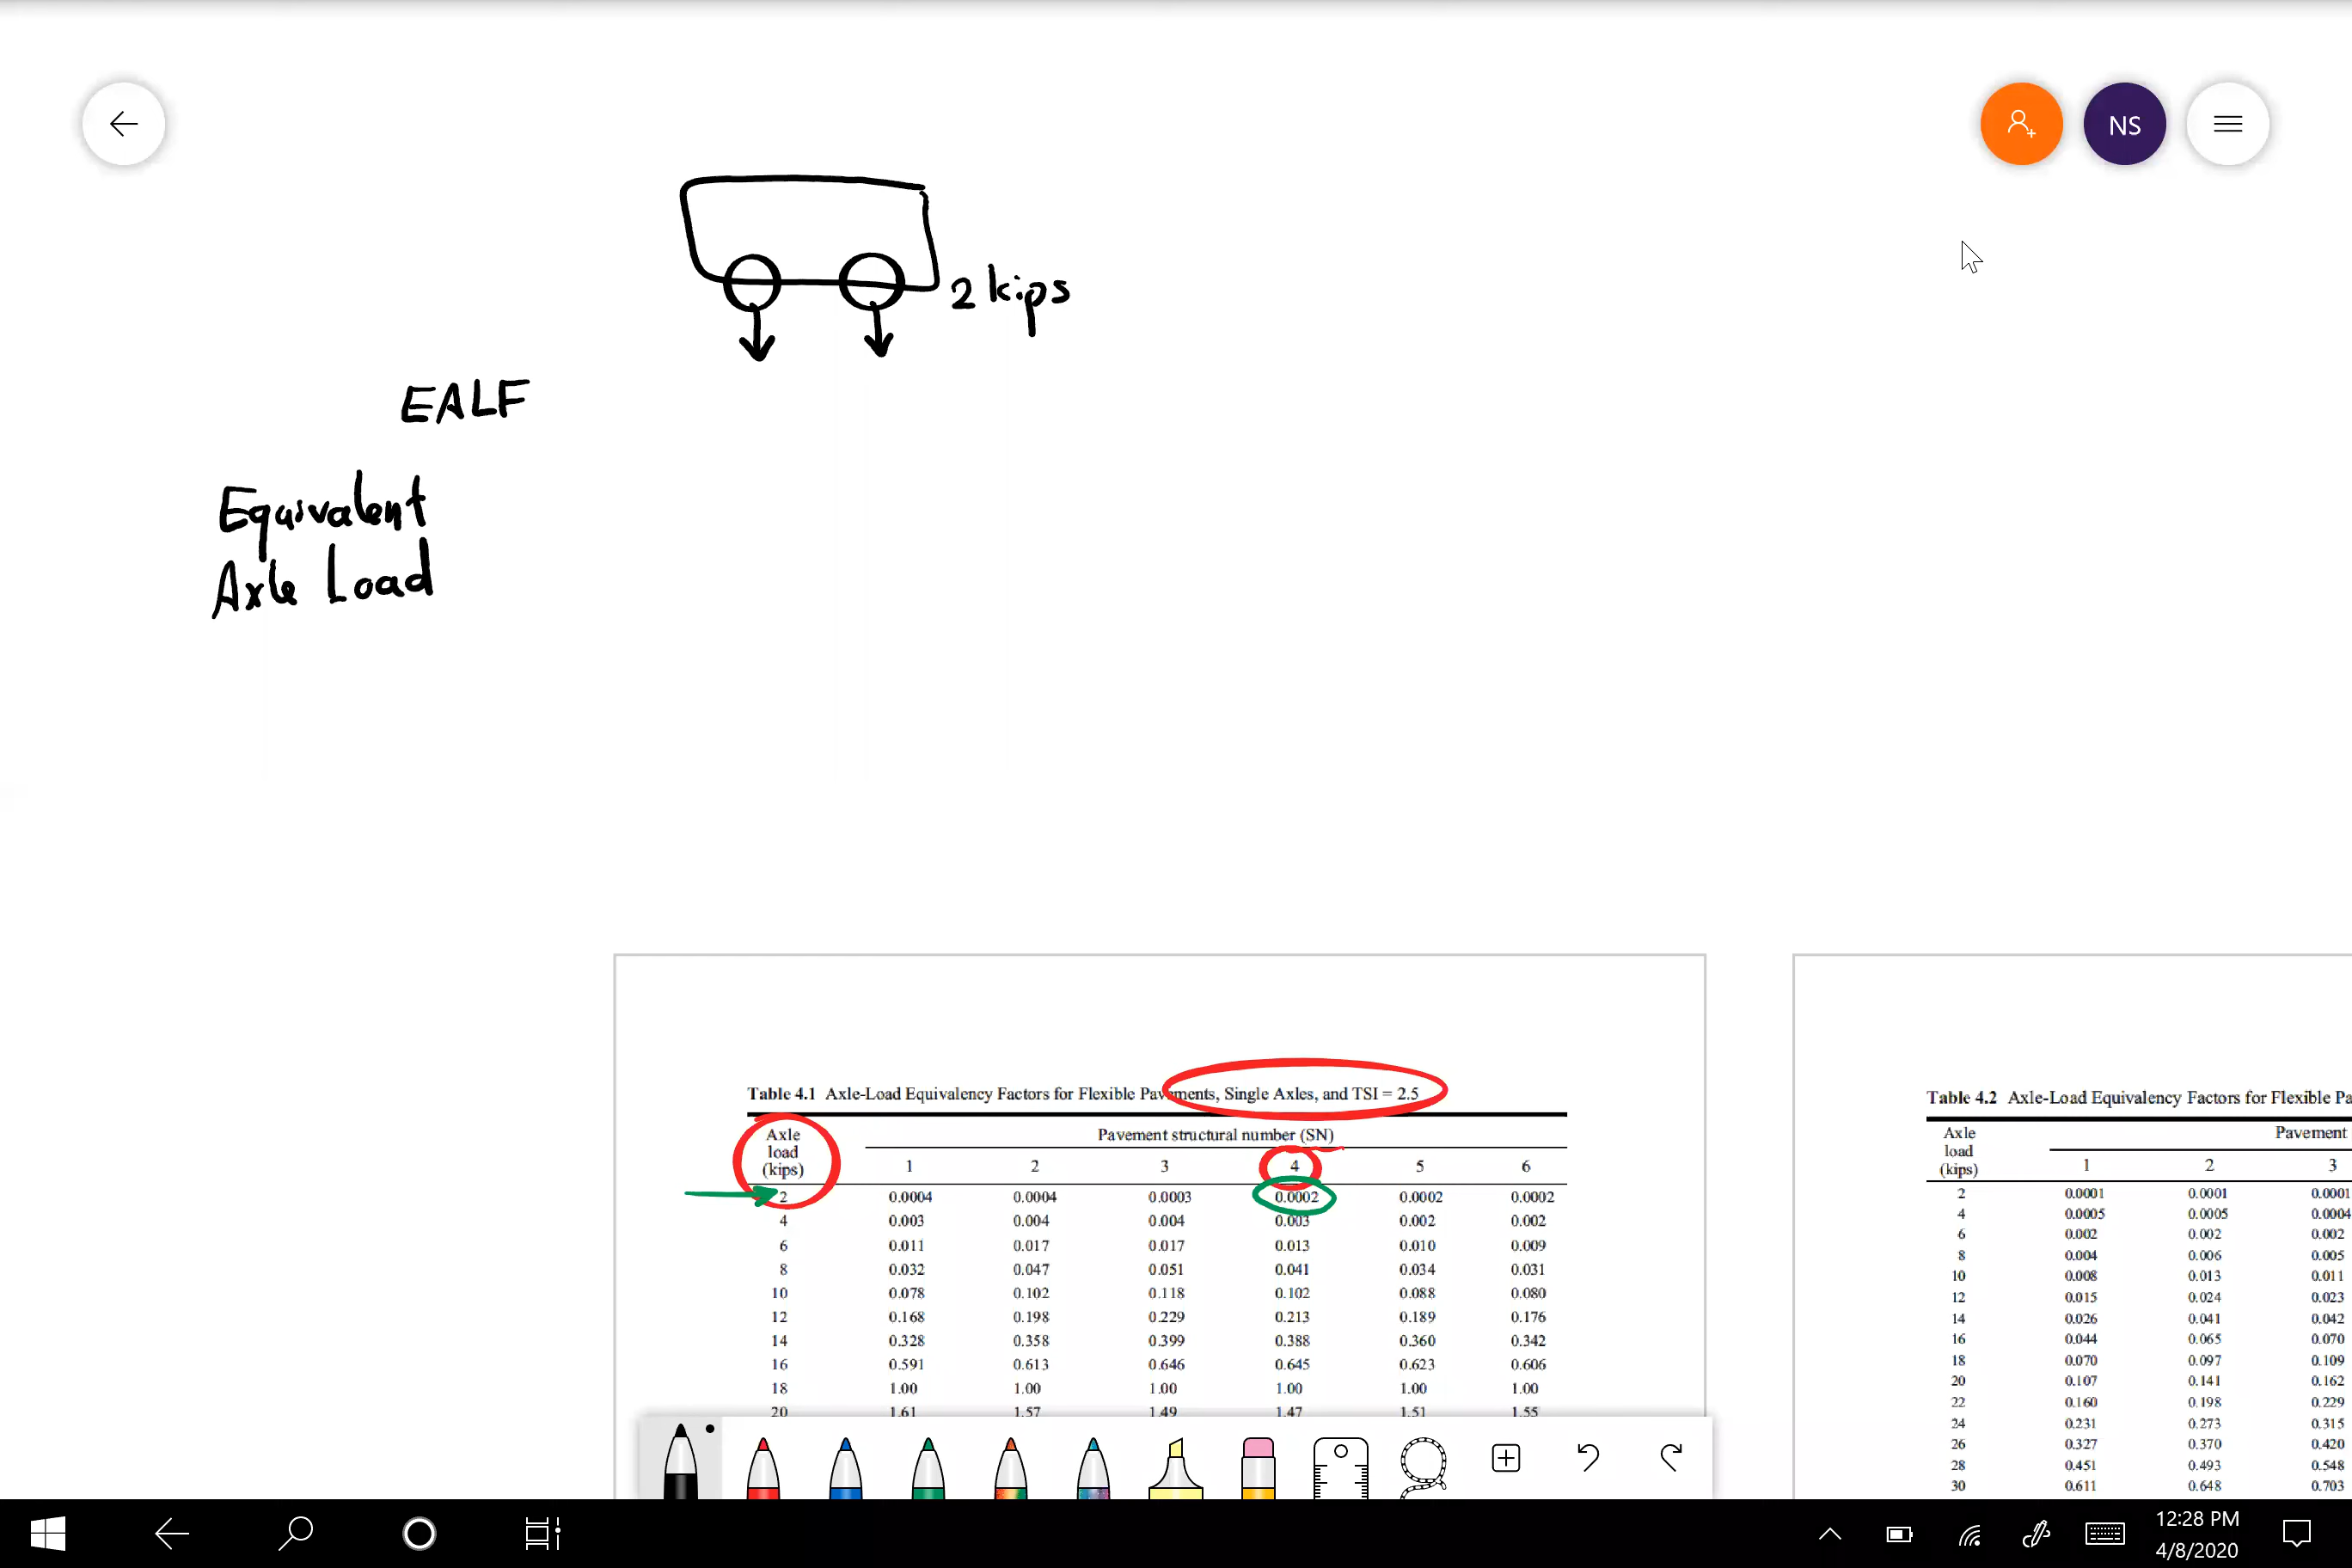 NS
2 kips
EALF
Equivalent
Axle Load
Table 4.1 Axle-Load Equivalency Factors for Flexible Pavements, Single Axles, and TSI = 2.5
Axle load (kips) Pavement structural number (SN)
1 2 3 4 5 6
2 0.0004 0.0004 0.0003 0.0002 0.0002 0.0002
4 0.003 0.004 0.004 0.003 0.002 0.002
6 0.011 0.017 0.017 0.013 0.010 0.009
8 0.032 0.047 0.051 0.041 0.034 0.031
10 0.078 0.102 0.118 0.102 0.088 0.080
12 0.168 0.198 0.229 0.213 0.189 0.176
14 0.328 0.358 0.399 0.388 0.360 0.342
16 0.591 0.613 0.646 0.645 0.623 0.606
18 1.00 1.00 1.00 1.00 1.00 1.00
20 1.61 1.57 1.49 1.47 1.51 1.55
Table 4.2 Axle-Load Equivalency Factors for Flexible Pa
Axle load (kips) Pavement
1 2 3
2 0.0001 0.0001 0.0001
4 0.0005 0.0005 0.0004
6 0.002 0.002 0.002
8 0.004 0.006 0.005
10 0.008 0.013 0.011
12 0.015 0.024 0.023
14 0.026 0.041 0.042
16 0.044 0.065 0.070
18 0.070 0.097 0.109
20 0.107 0.141 0.162
22 0.160 0.198 0.229
24 0.231 0.273 0.315
26 0.327 0.370 0.420
28 0.451 0.493 0.548
30 0.611 0.648 0.703
12:28 PM
4/8/2020